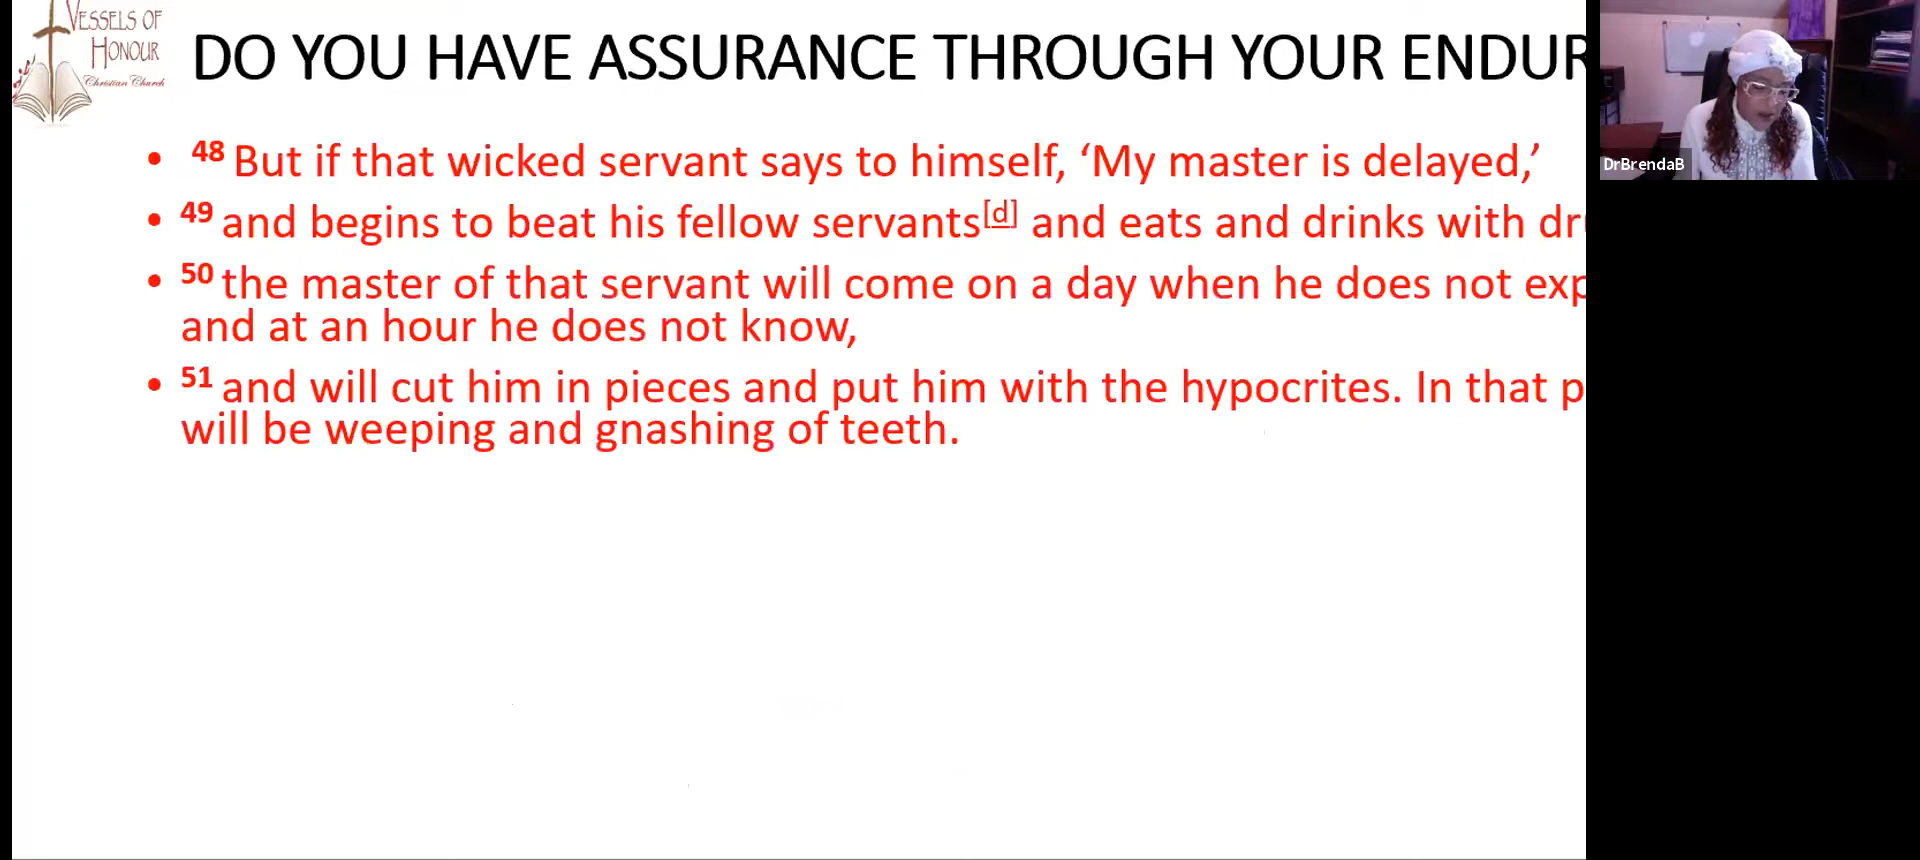 VESSELS OF
HONOUR
Christian Church
DO YOU HAVE ASSURANCE THROUGH YOUR ENDUR
• 48 But if that wicked servant says to himself, ‘My master is delayed,’
• 49 and begins to beat his fellow servants[d] and eats and drinks with dr
• 50 the master of that servant will come on a day when he does not exp
and at an hour he does not know,
• 51 and will cut him in pieces and put him with the hypocrites. In that p
will be weeping and gnashing of teeth.
DrBrendaB